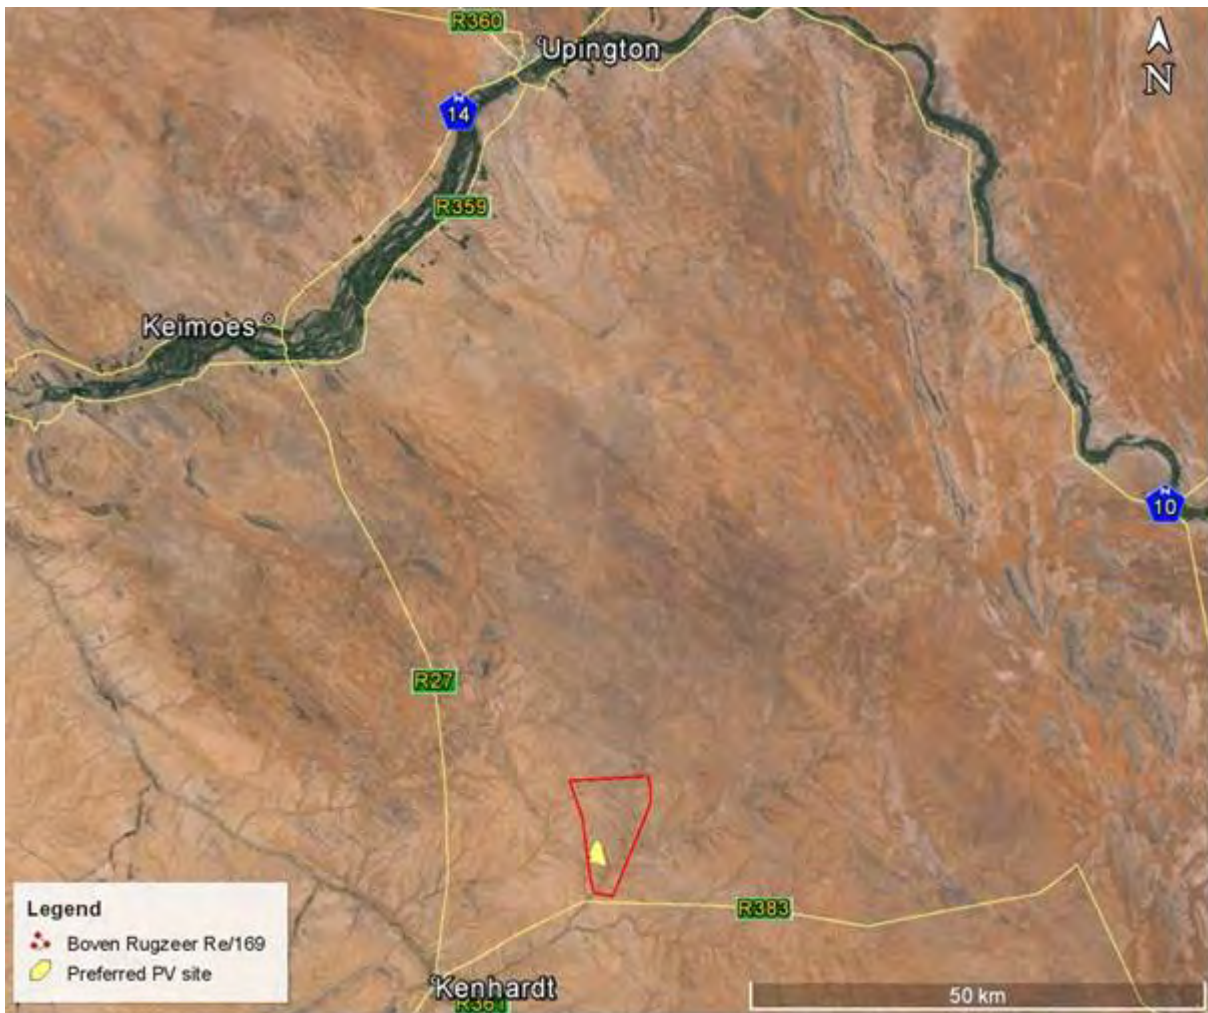 R360
Upington
N
N
14
R359
Keimoes
N
10
R27
R383
Legend
Boven Rugzeer Re/169
Preferred PV site
50 km
Kenhardt
R361